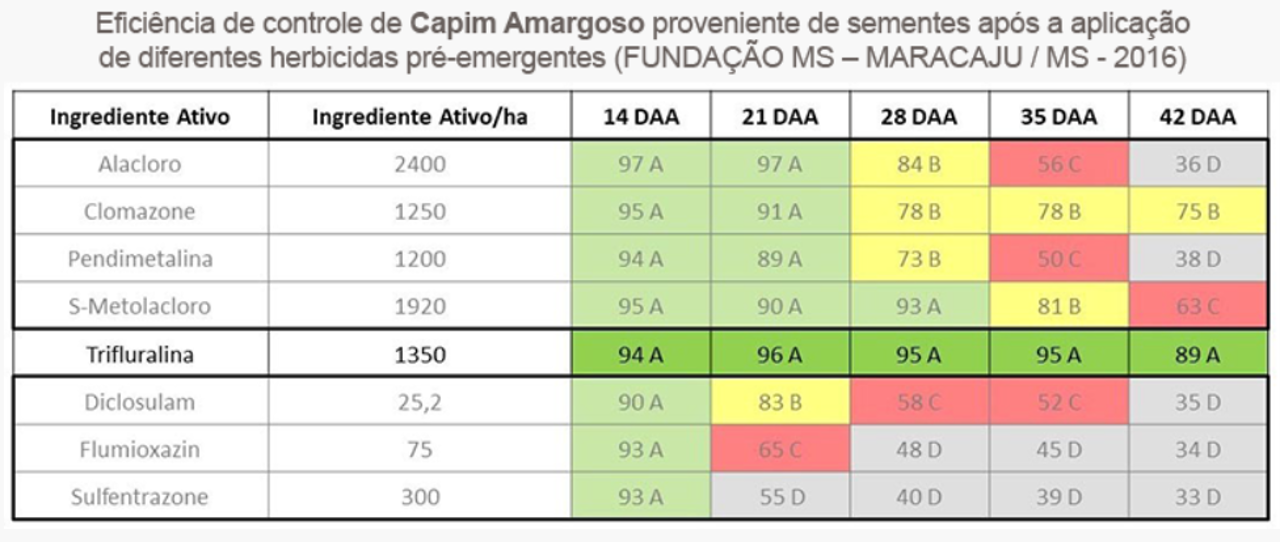 Eficiência de controle de Capim Amargoso proveniente de sementes após a aplicação
de diferentes herbicidas pré-emergentes (FUNDAÇÃO MS – MARACAJU / MS - 2016)
Ingrediente Ativo Ingrediente Ativo/ha 14 DAA 21 DAA 28 DAA 35 DAA 42 DAA
Alacloro 2400 97 A 97 A 84 B 56 C 36 D
Clomazone 1250 95 A 91 A 78 B 78 B 75 B
Pendimetalina 1200 94 A 89 A 73 B 50 C 38 D
S-Metolacloro 1920 95 A 90 A 93 A 81 B 63 C
Trifluralina 1350 94 A 96 A 95 A 95 A 89 A
Diclosulam 25,2 90 A 83 B 58 C 52 C 35 D
Flumioxazin 75 93 A 65 C 48 D 45 D 34 D
Sulfentrazone 300 93 A 55 D 40 D 39 D 33 D